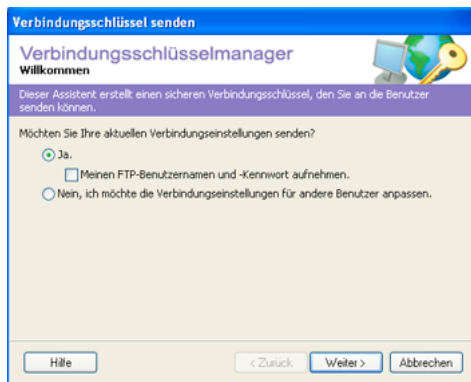 Verbindungsschlüssel senden
Verbindungsschlüsselmanager
Willkommen
Dieser Assistent erstellt einen sicheren Verbindungsschlüssel, den Sie an die Benutzer
senden können.
Möchten Sie Ihre aktuellen Verbindungseinstellungen senden?
Ja.
Meinen FTP-Benutzernamen und -Kennwort aufnehmen.
Nein, ich möchte die Verbindungseinstellungen für andere Benutzer anpassen.
Hilfe < Zurück Weiter > Abbrechen